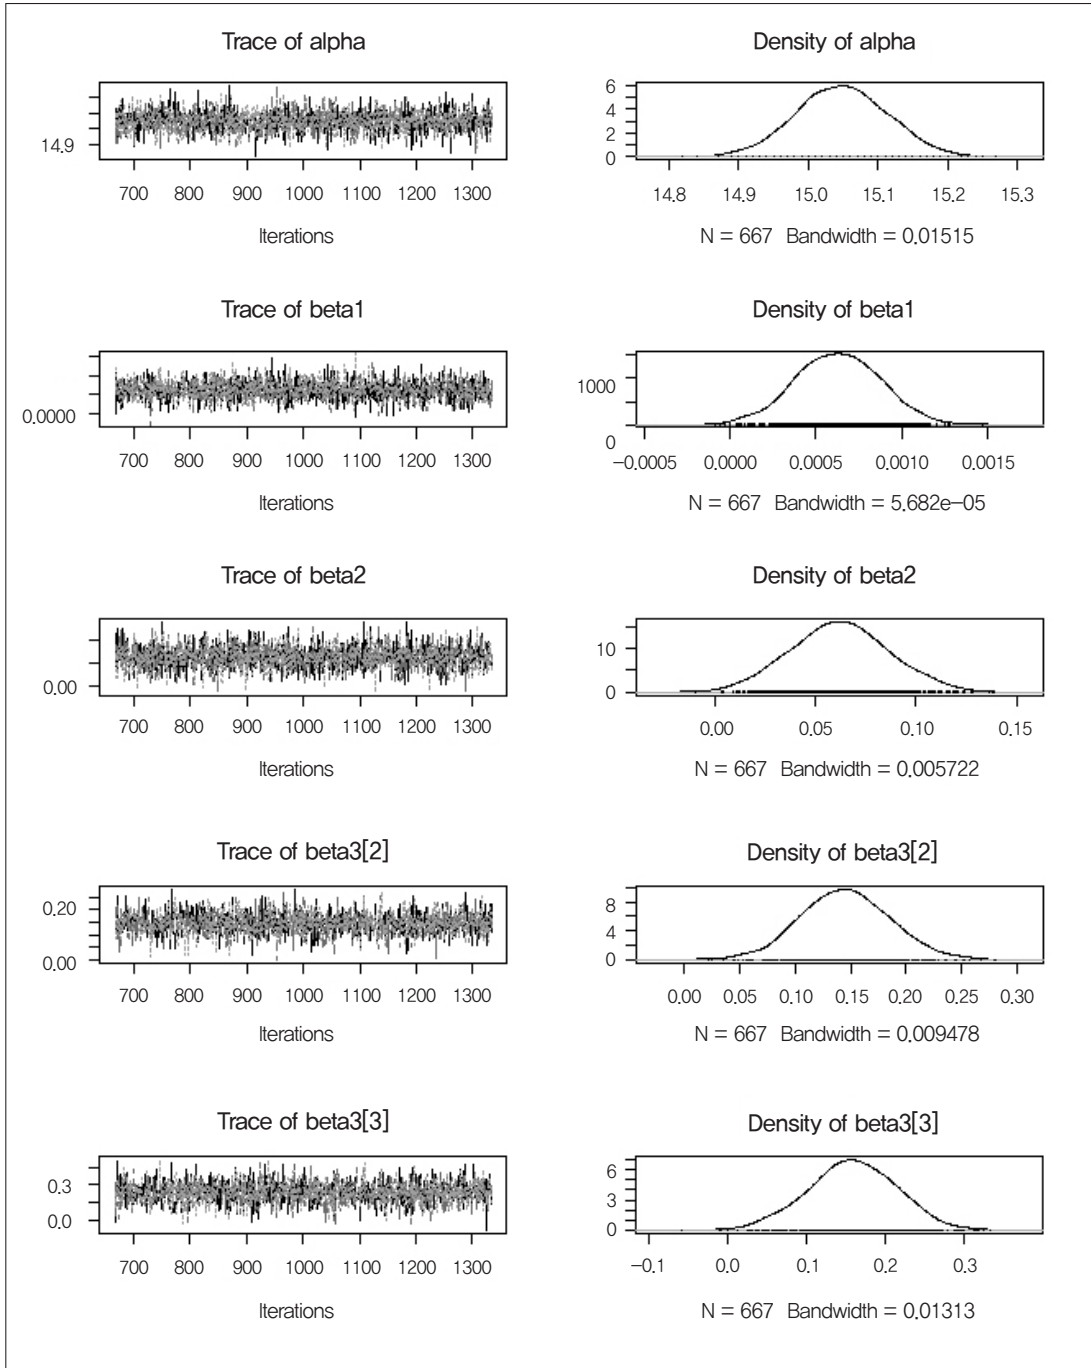 Trace of alpha
Density of alpha
14.9
700 800 900 1000 1100 1200 1300
Iterations
6
4
2
0
14.8 14.9 15.0 15.1 15.2 15.3
N = 667 Bandwidth = 0.01515
Trace of beta1
Density of beta1
0.0000
700 800 900 1000 1100 1200 1300
Iterations
1000
0
−0.0005 0.0000 0.0005 0.0010 0.0015
N = 667 Bandwidth = 5.682e−05
Trace of beta2
Density of beta2
0.00
700 800 900 1000 1100 1200 1300
Iterations
10
0
0.00 0.05 0.10 0.15
N = 667 Bandwidth = 0.005722
Trace of beta3[2]
Density of beta3[2]
0.20
0.00
700 800 900 1000 1100 1200 1300
Iterations
8
4
0
0.00 0.05 0.10 0.15 0.20 0.25 0.30
N = 667 Bandwidth = 0.009478
Trace of beta3[3]
Density of beta3[3]
0.3
0.0
700 800 900 1000 1100 1200 1300
Iterations
6
3
0
−0.1 0.0 0.1 0.2 0.3
N = 667 Bandwidth = 0.01313